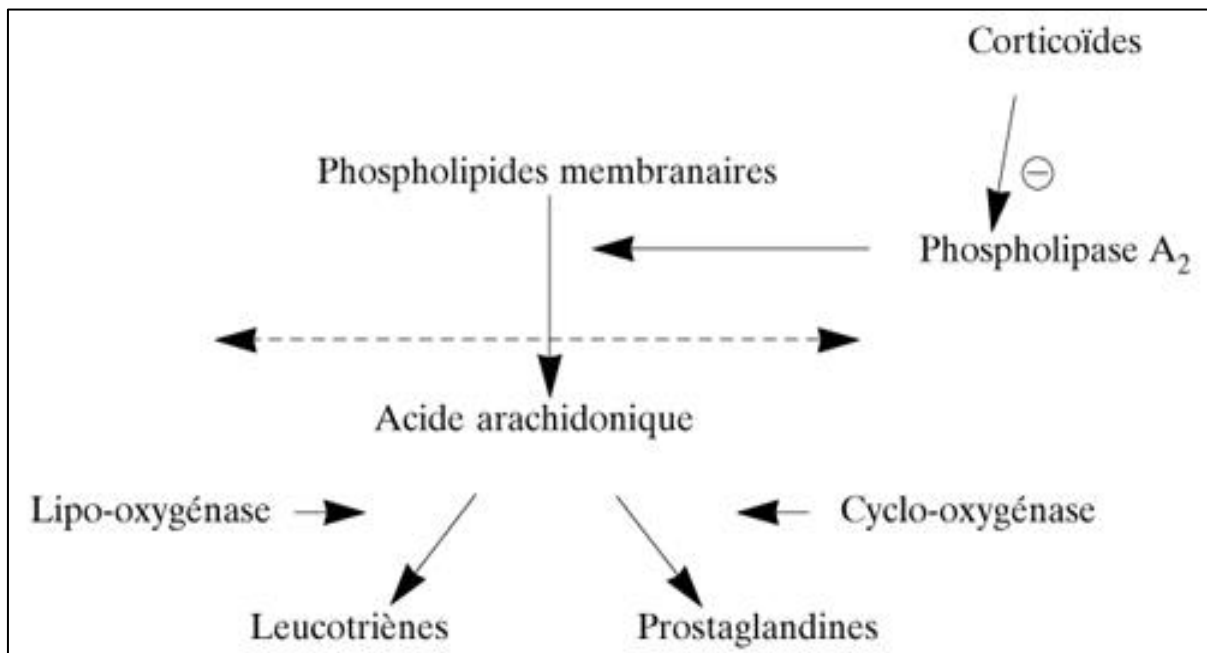 Corticoïdes
Phospholipides membranaires
⊖
Phospholipase A₂
Acide arachidonique
Lipo-oxygénase
Cyclo-oxygénase
Leucotriènes
Prostaglandines